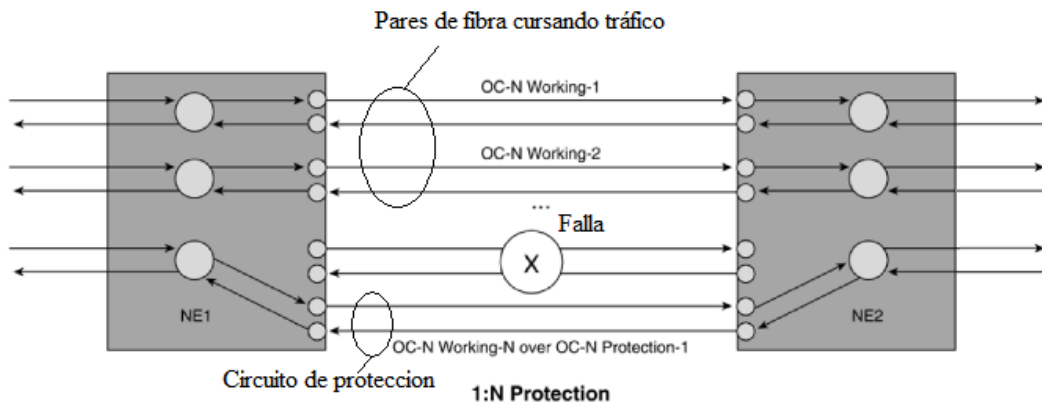 Pares de fibra cursando tráfico
OC-N Working-1
OC-N Working-2
...
Falla
X
NE1
NE2
OC-N Working-N over OC-N Protection-1
Circuito de proteccion
1:N Protection